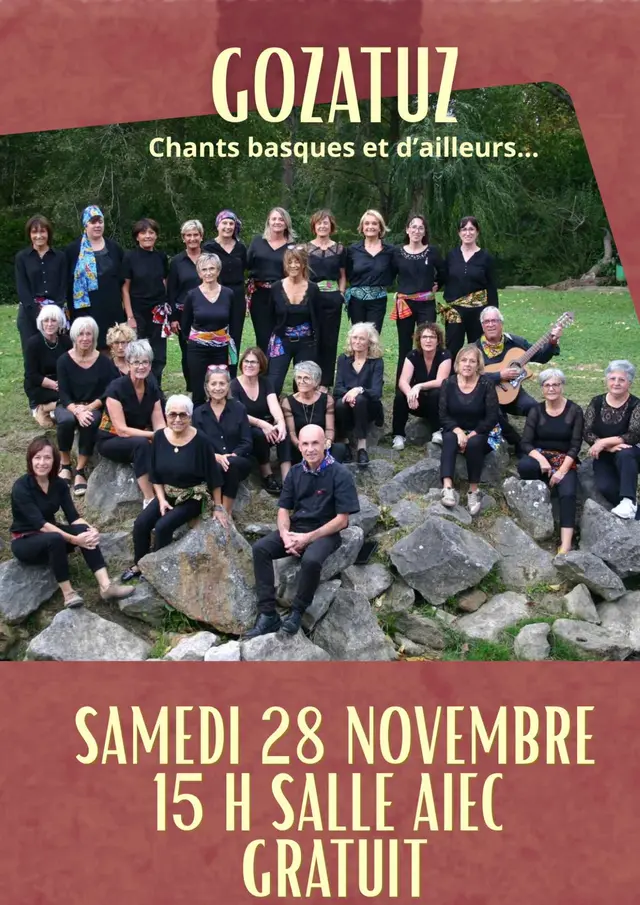 GOZATUZ
Chants basques et d'ailleurs...
SAMEDI 28 NOVEMBRE
15 H SALLE AIEC
GRATUIT